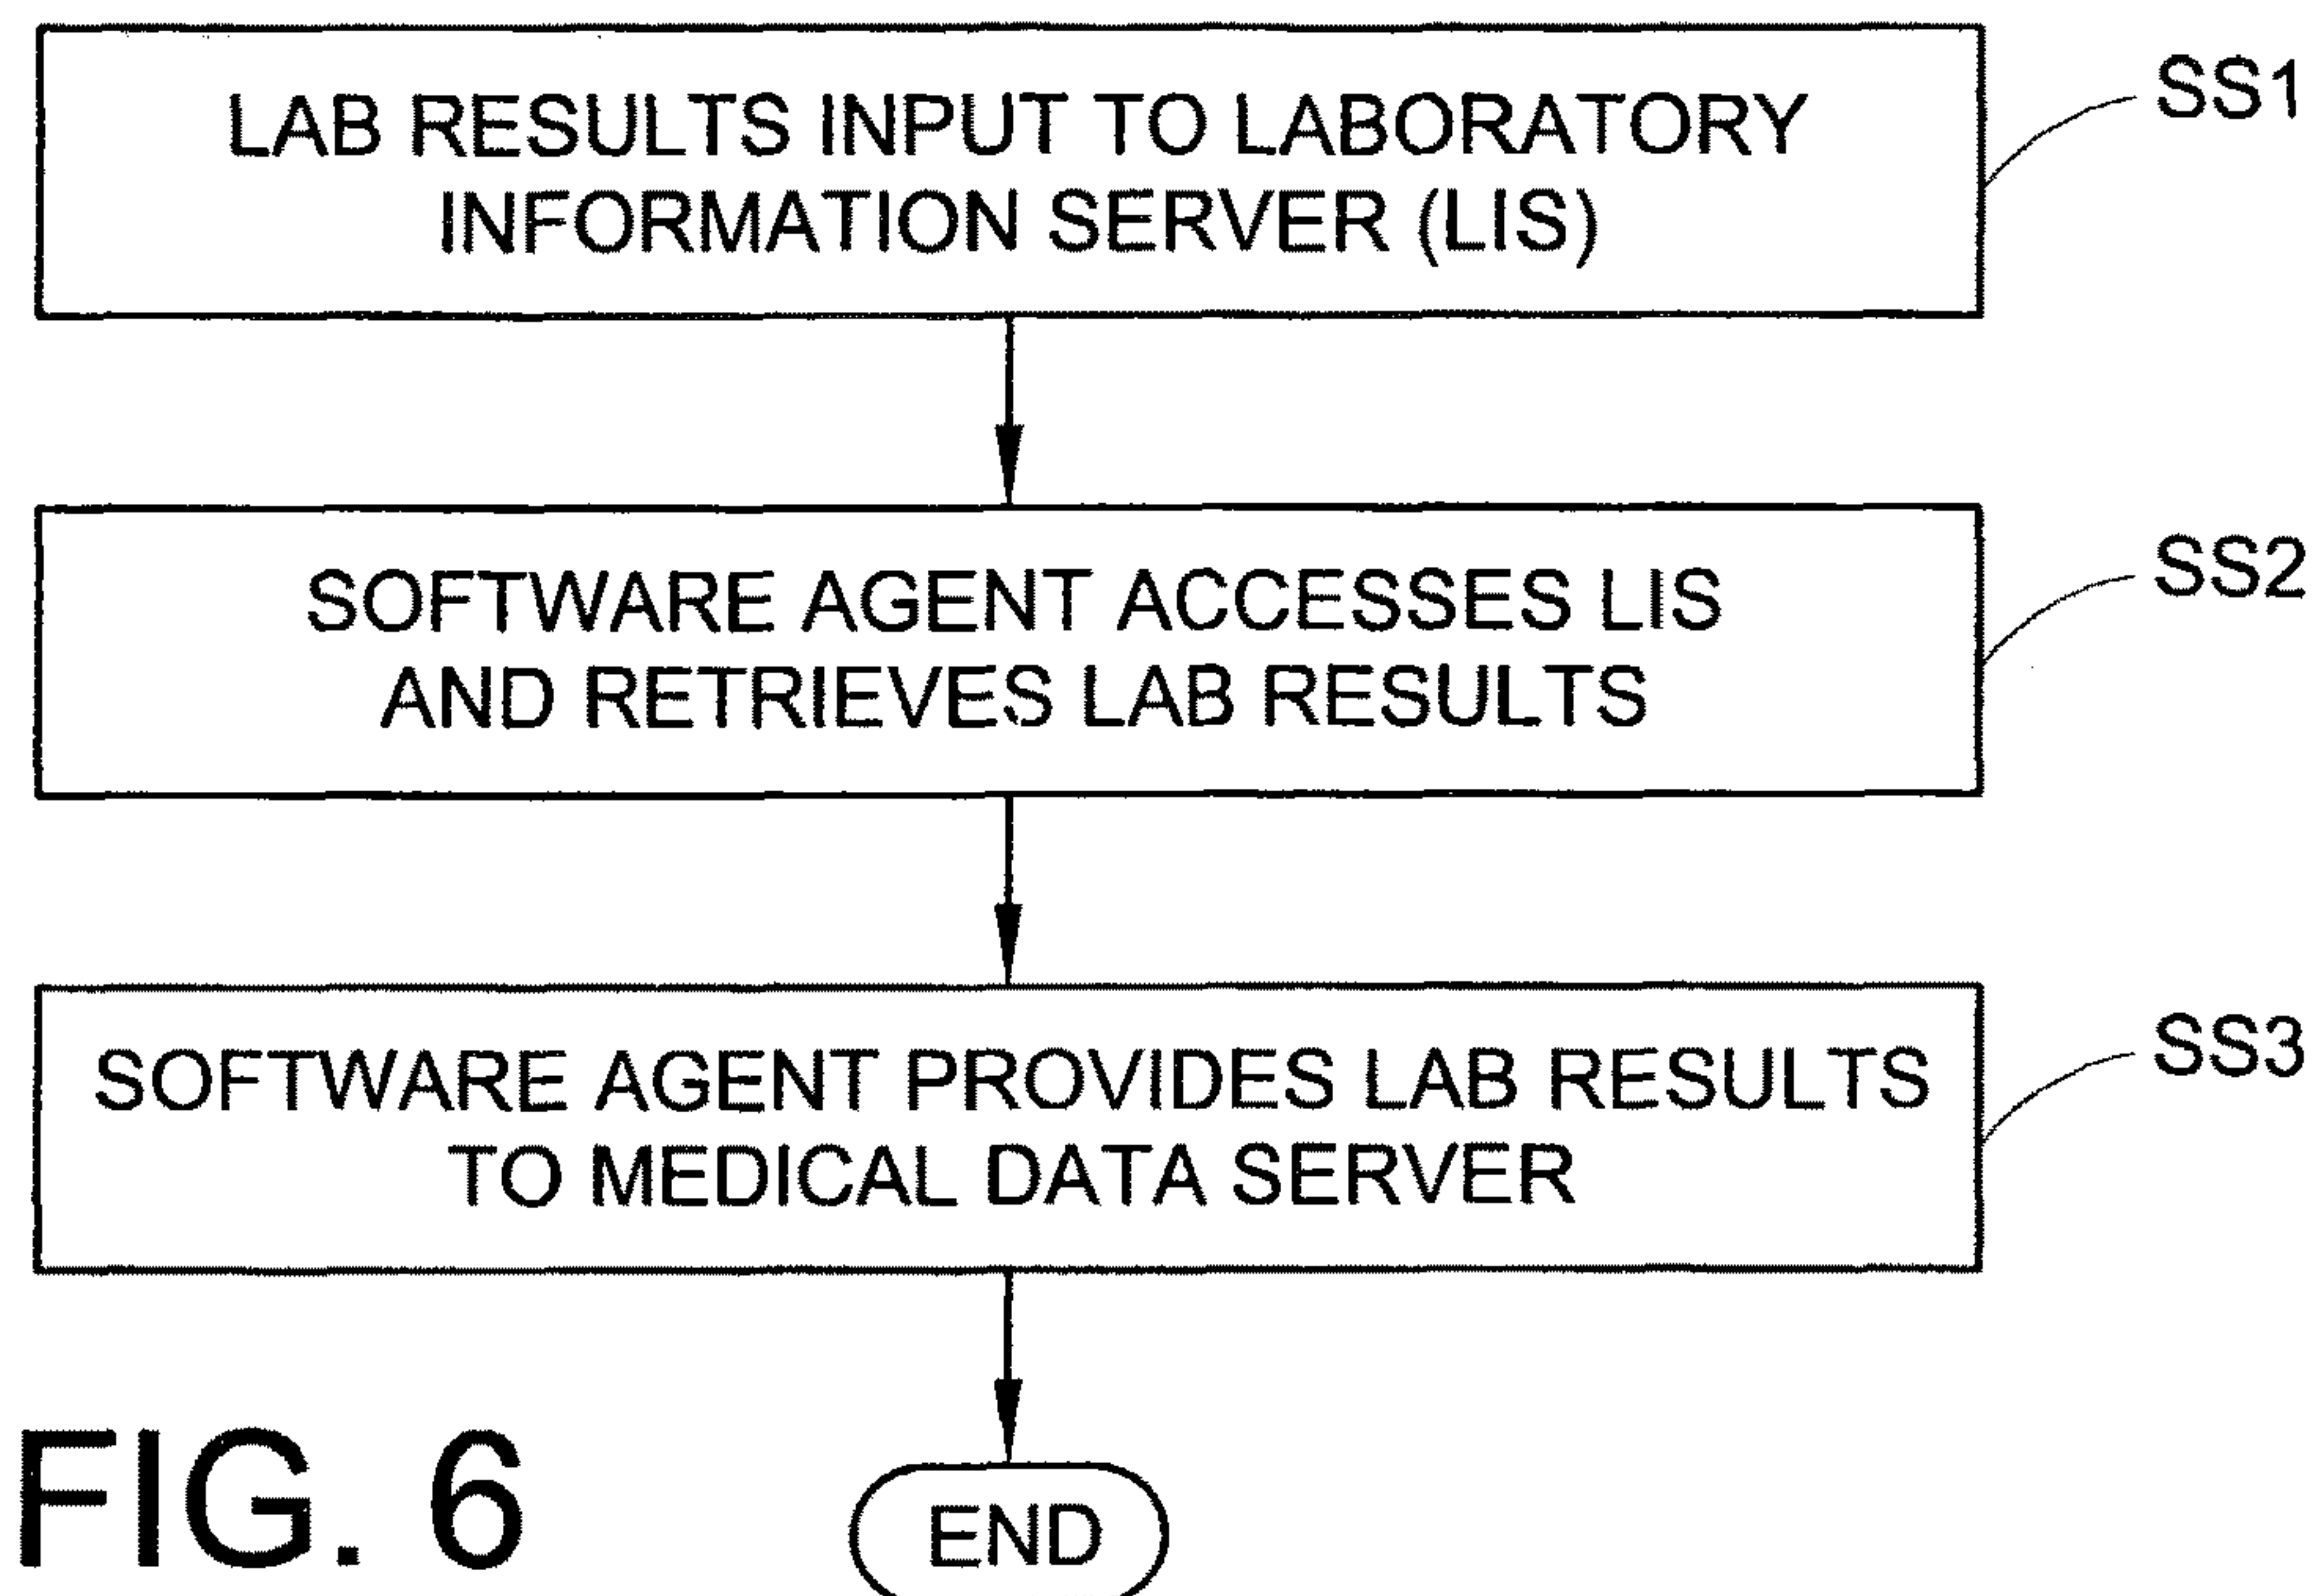 LAB RESULTS INPUT TO LABORATORY
INFORMATION SERVER (LIS)
SS1
SOFTWARE AGENT ACCESSES LIS
AND RETRIEVES LAB RESULTS
SS2
SOFTWARE AGENT PROVIDES LAB RESULTS
TO MEDICAL DATA SERVER
SS3
END
FIG. 6